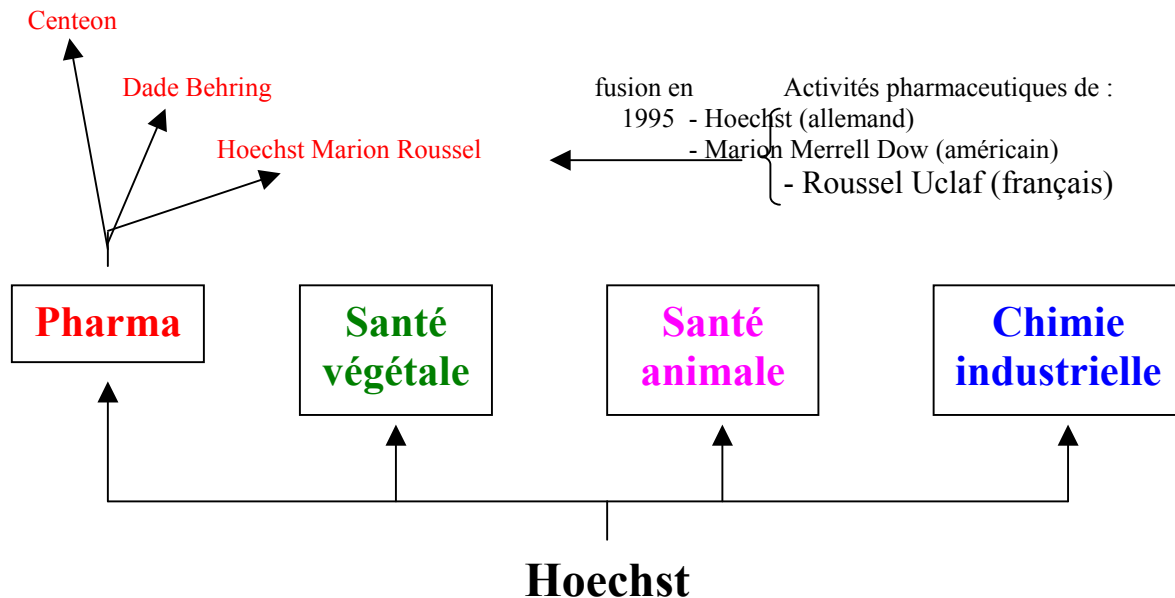 Centeon
Dade Behring
fusion en Activités pharmaceutiques de :
1995 - Hoechst (allemand)
Hoechst Marion Roussel
- Marion Merrell Dow (américain)
- Roussel Uclaf (français)
Pharma
Santé
végétale
Santé
animale
Chimie
industrielle
Hoechst